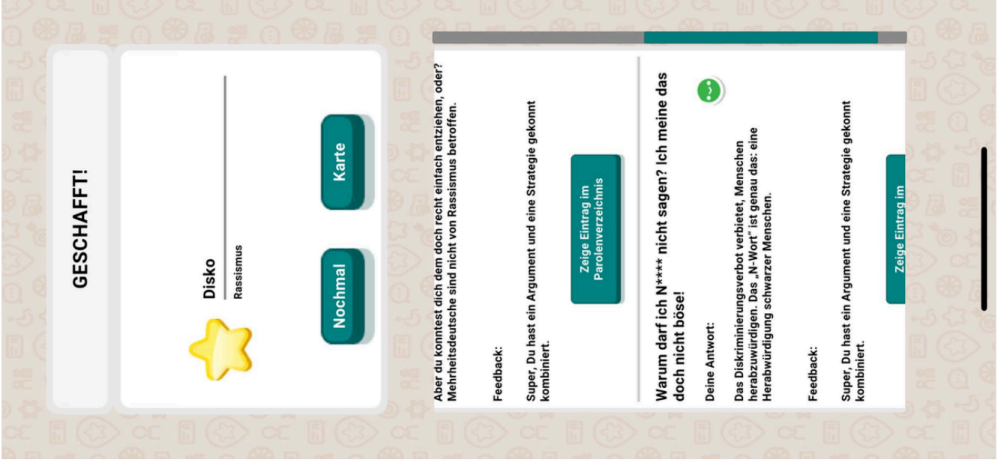 GESCHAFFT!
Disko
Rassismus
Nochmal
Karte
Aber du konntest dich dem doch recht einfach entziehen, oder?
Mehrheitsdeutsche sind nicht von Rassismus betroffen.
Feedback:
Super, Du hast ein Argument und eine Strategie gekonnt
kombiniert.
Zeige Eintrag im
Parolenverzeichnis
Warum darf ich N**** nicht sagen? Ich meine das
doch nicht böse!
Deine Antwort:
Das Diskriminierungsverbot verbietet, Menschen
herabzuwürdigen. Das „N-Wort" ist genau das: eine
Herabwürdigung schwarzer Menschen.
Feedback:
Super, Du hast ein Argument und eine Strategie gekonnt
kombiniert.
Zeige Eintrag im